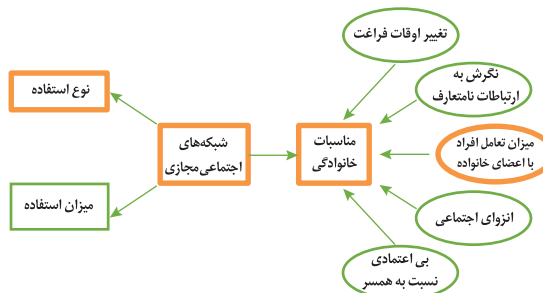 تغییر اوقات فراغت
نگرش به
ارتباطات نامتعارف
نوع استفاده
شبکه‌های
اجتماعی مجازی
مناسبات
خانوادگی
میزان تعامل افراد
با اعضای خانواده
میزان استفاده
انزوای اجتماعی
بی اعتمادی
نسبت به همسر